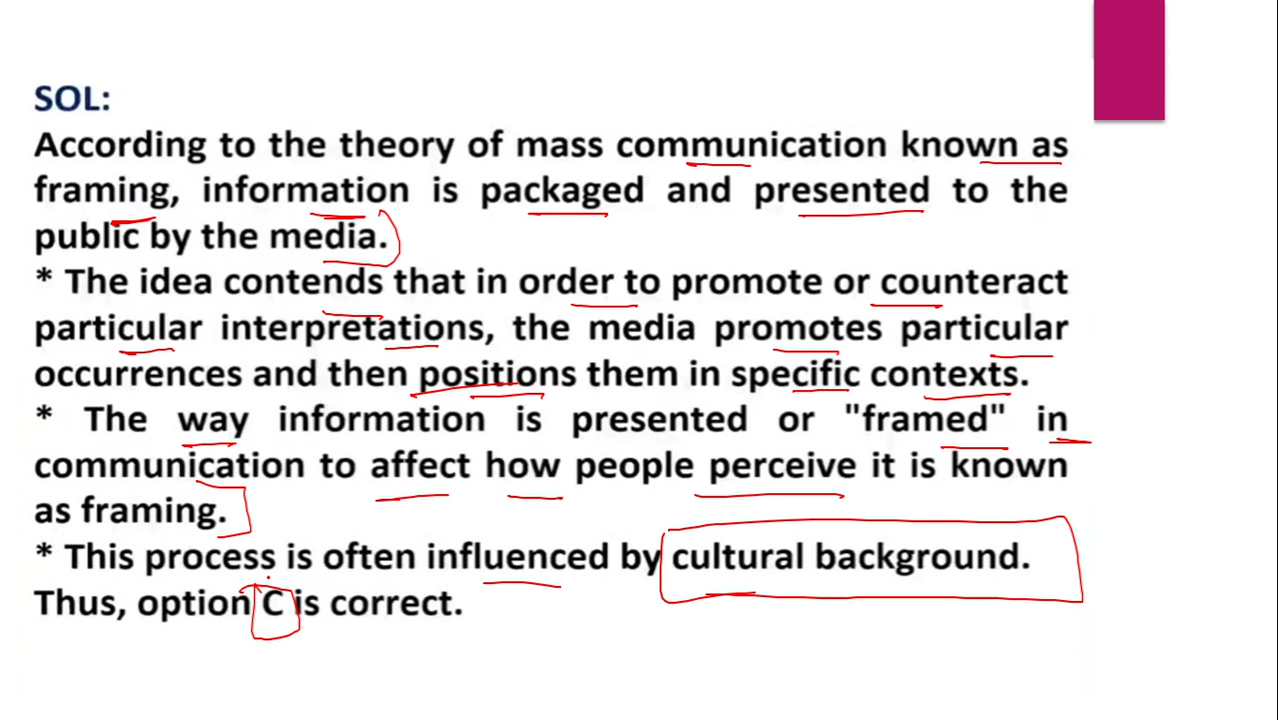 SOL:
According to the theory of mass communication known as
framing, information is packaged and presented to the
public by the media.
* The idea contends that in order to promote or counteract
particular interpretations, the media promotes particular
occurrences and then positions them in specific contexts.
* The way information is presented or "framed" in
communication to affect how people perceive it is known
as framing.
* This process is often influenced by cultural background.
Thus, option C is correct.